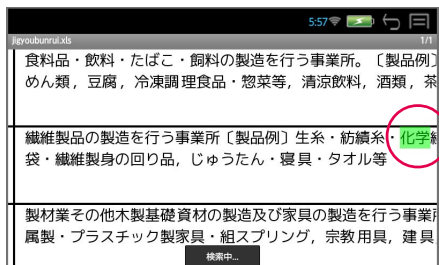 5:57
jigyoubunrui.xls 1/1
食料品・飲料・たばこ・飼料の製造を行う事業所。〔製品例〕
めん類，豆腐，冷凍調理食品・惣菜等，清涼飲料，酒類，茶
繊維製品の製造を行う事業所〔製品例〕生糸・紡績糸・化学繊
袋・繊維製身の回り品，じゅうたん・寝具・タオル等
製材業その他木製基礎資材の製造及び家具の製造を行う事業所
属製・プラスチック製家具・組スプリング，宗教用具，建具
検索中...